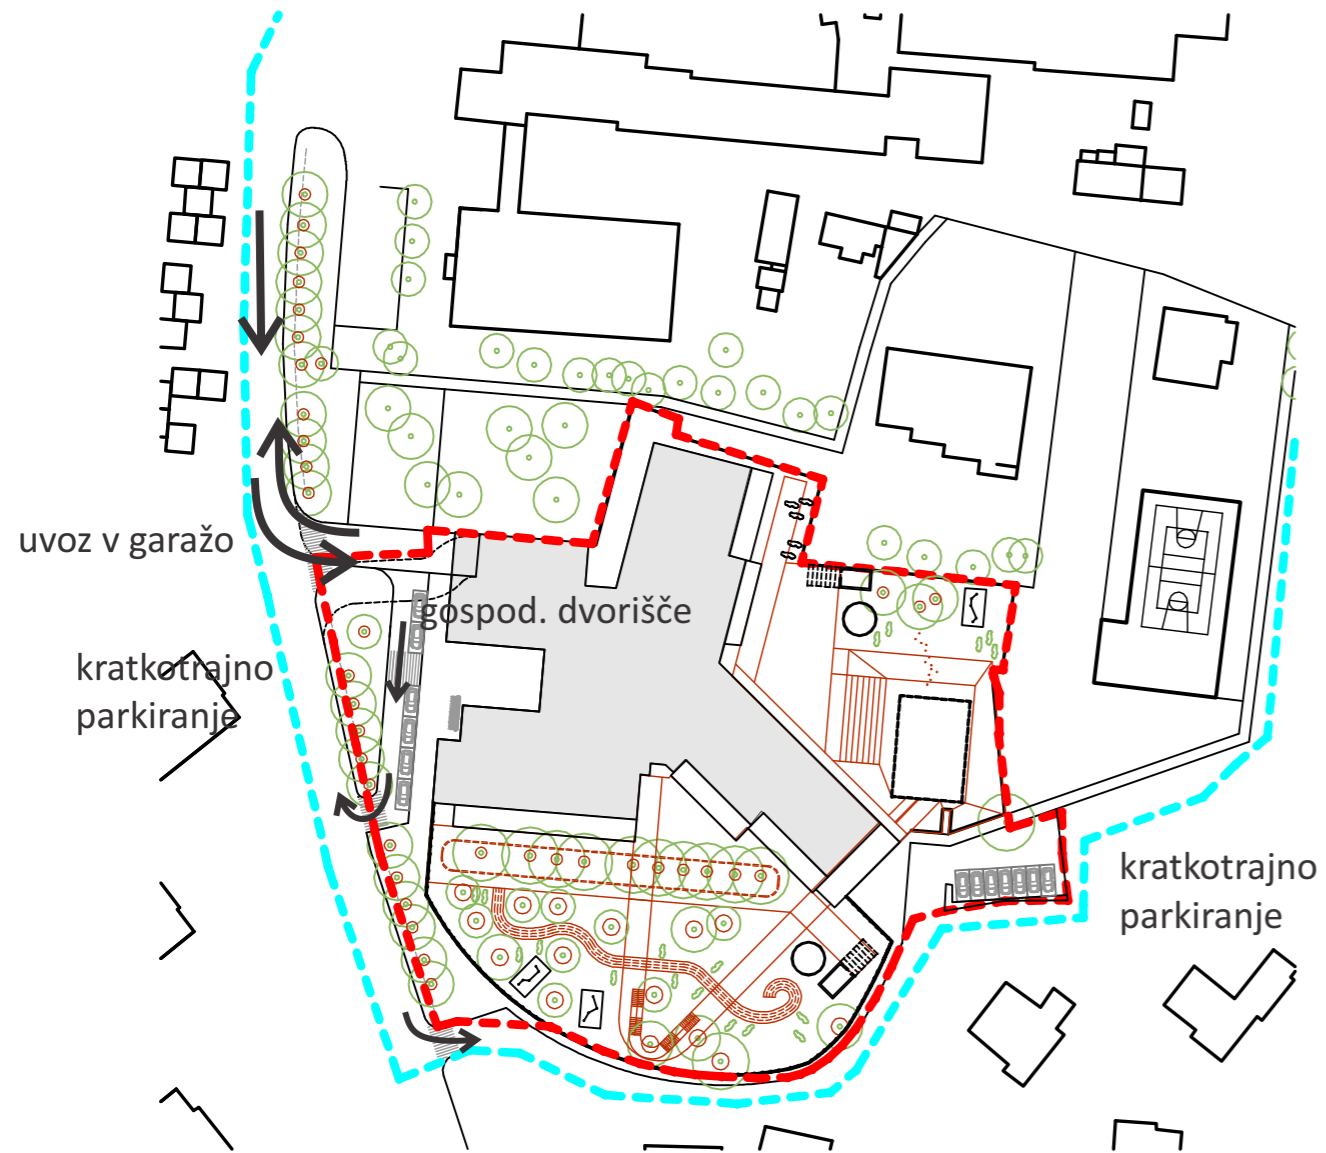 uvoz v garažo
gospod. dvorišče
kratkotrajno
parkiranje
kratkotrajno
parkiranje